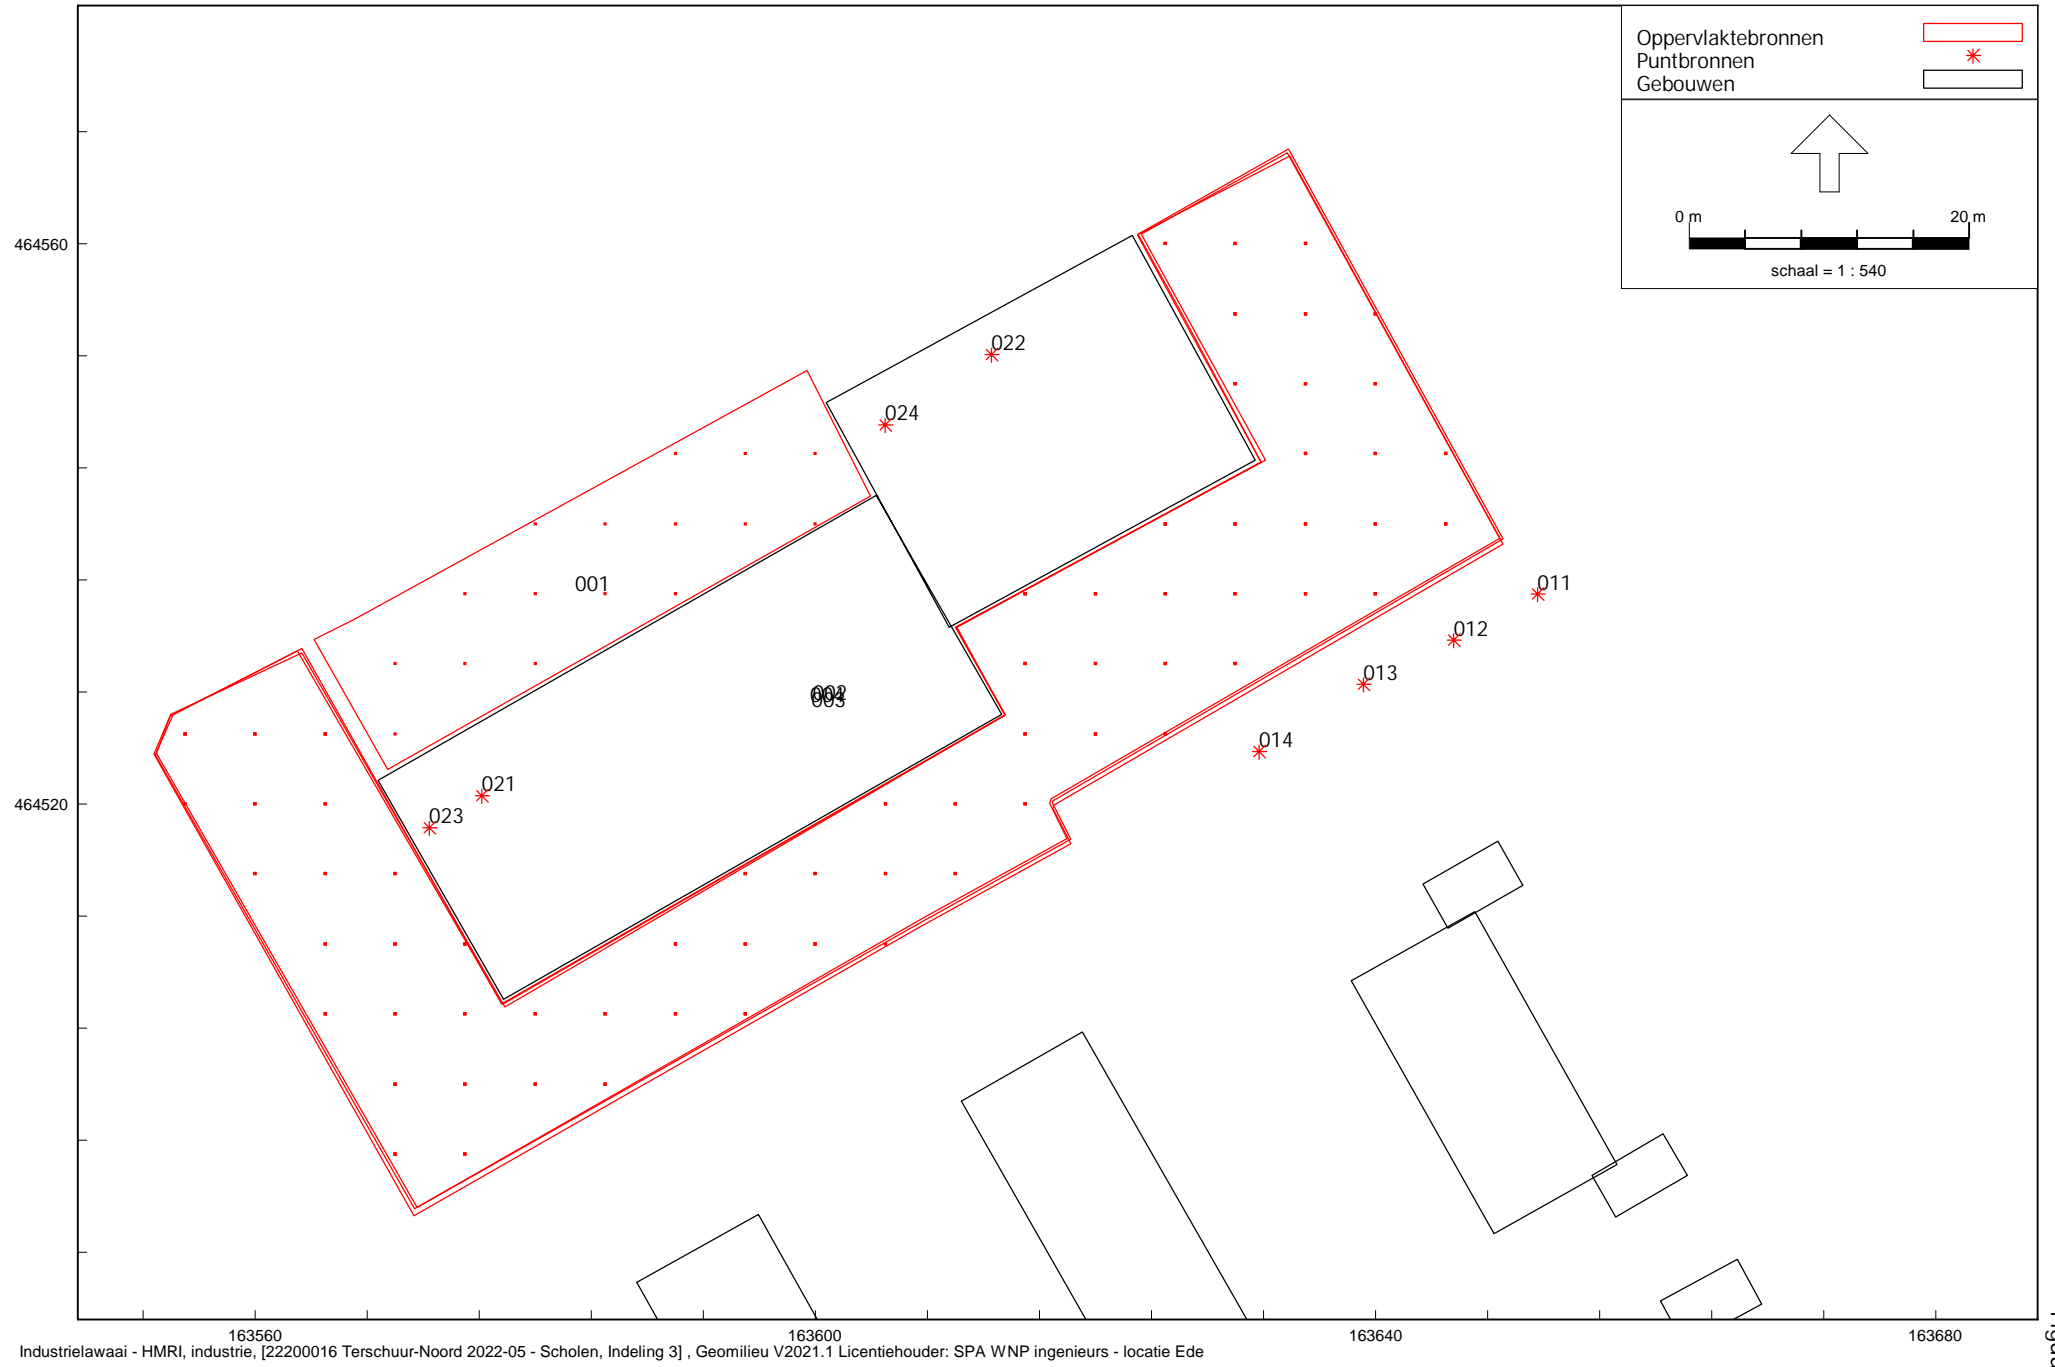 Oppervlaktebronnen
Puntbronnen
Gebouwen
0 m 20 m
schaal = 1 : 540
464560
022
024
001
011
012
002
013
003
014
021
023
464520
163560 163600 163640 163680
Industrielawaai - HMRI, industrie, [22200016 Terschuur-Noord 2022-05 - Scholen, Indeling 3] , Geomilieu V2021.1 Licentiehouder: SPA WNP ingenieurs - locatie Ede